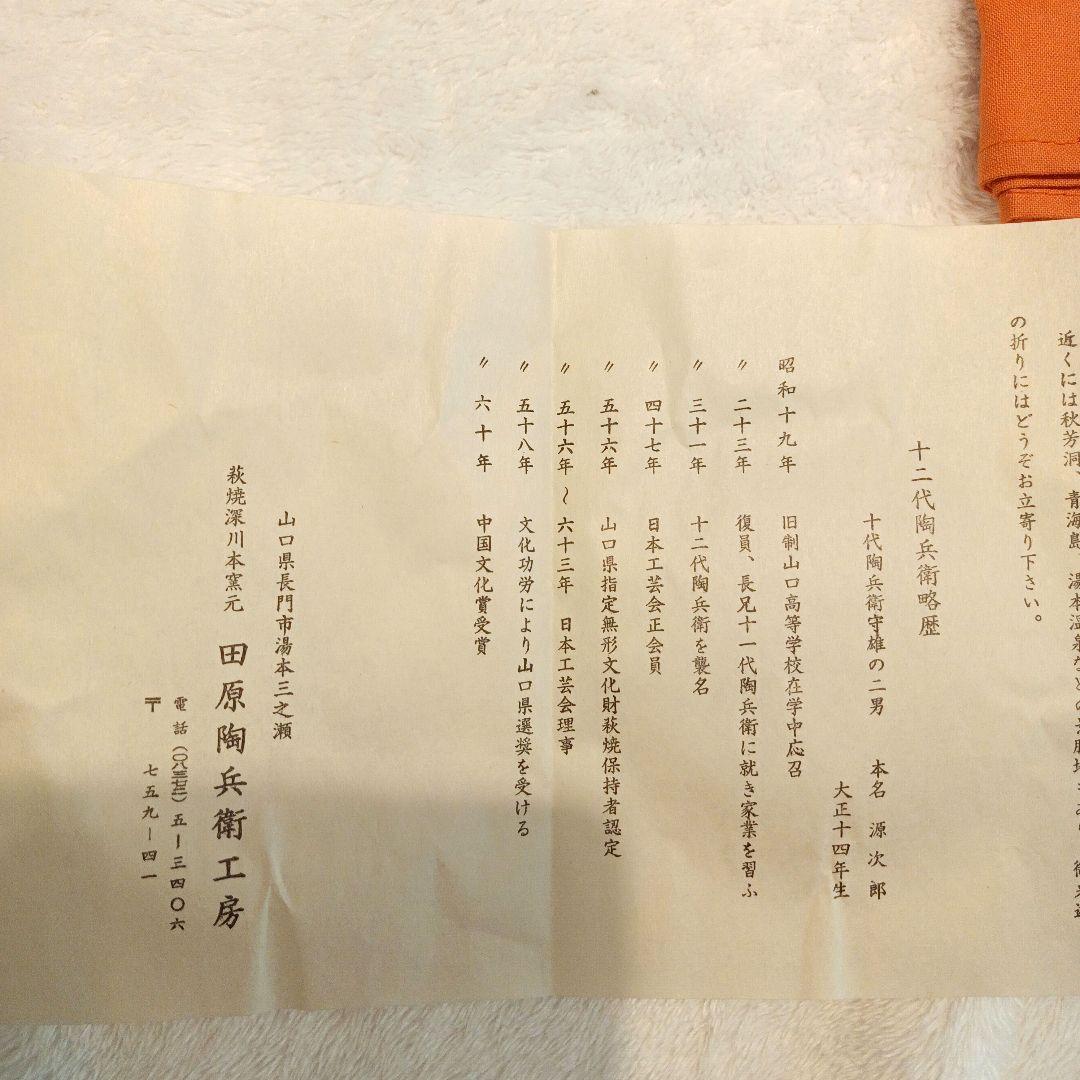 近くには秋芳洞、青海島、湯本温泉などの
の折りにはどうぞお立寄り下さい。
十二代陶兵衛略歴
十代陶兵衛守雄の二男 本名 源次郎
大正十四年生
昭和十九年 旧制山口高等学校在学中応召
〃 二十三年 復員、長兄十一代陶兵衛に就き家業を習ふ
〃 三十一年 十二代陶兵衛を襲名
〃 四十七年 日本工芸会正会員
〃 五十六年 山口県指定無形文化財萩焼保持者認定
〃 五十六年～六十三年 日本工芸会理事
〃 五十八年 文化功労により山口県選奨を受ける
〃 六十年 中国文化賞受賞
山口県長門市湯本三之瀬
萩焼深川本窯元 田原陶兵衛工房
電話(〇八三七二)五ー三四〇六
〒 七五九ー四一